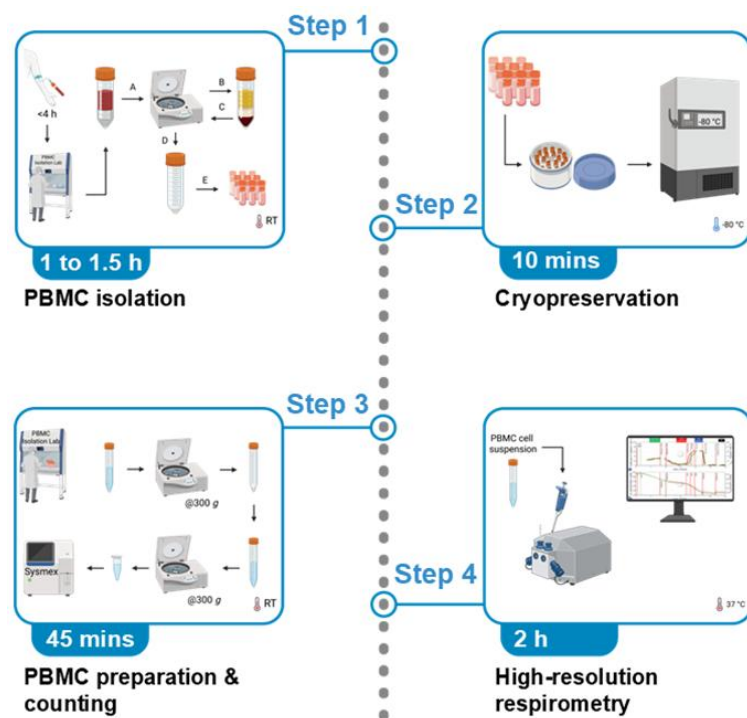 Step 1
<4 h
PBMC
Isolation Lab
A
B
C
D
E
RT
1 to 1.5 h
PBMC isolation
-80 °C
Step 2
-80 °C
10 mins
Cryopreservation
Step 3
PBMC
Isolation Lab
@300 g
Sysmex
@300 g
RT
45 mins
PBMC preparation &
counting
PBMC cell
suspension
Step 4
37 °C
2 h
High-resolution
respirometry